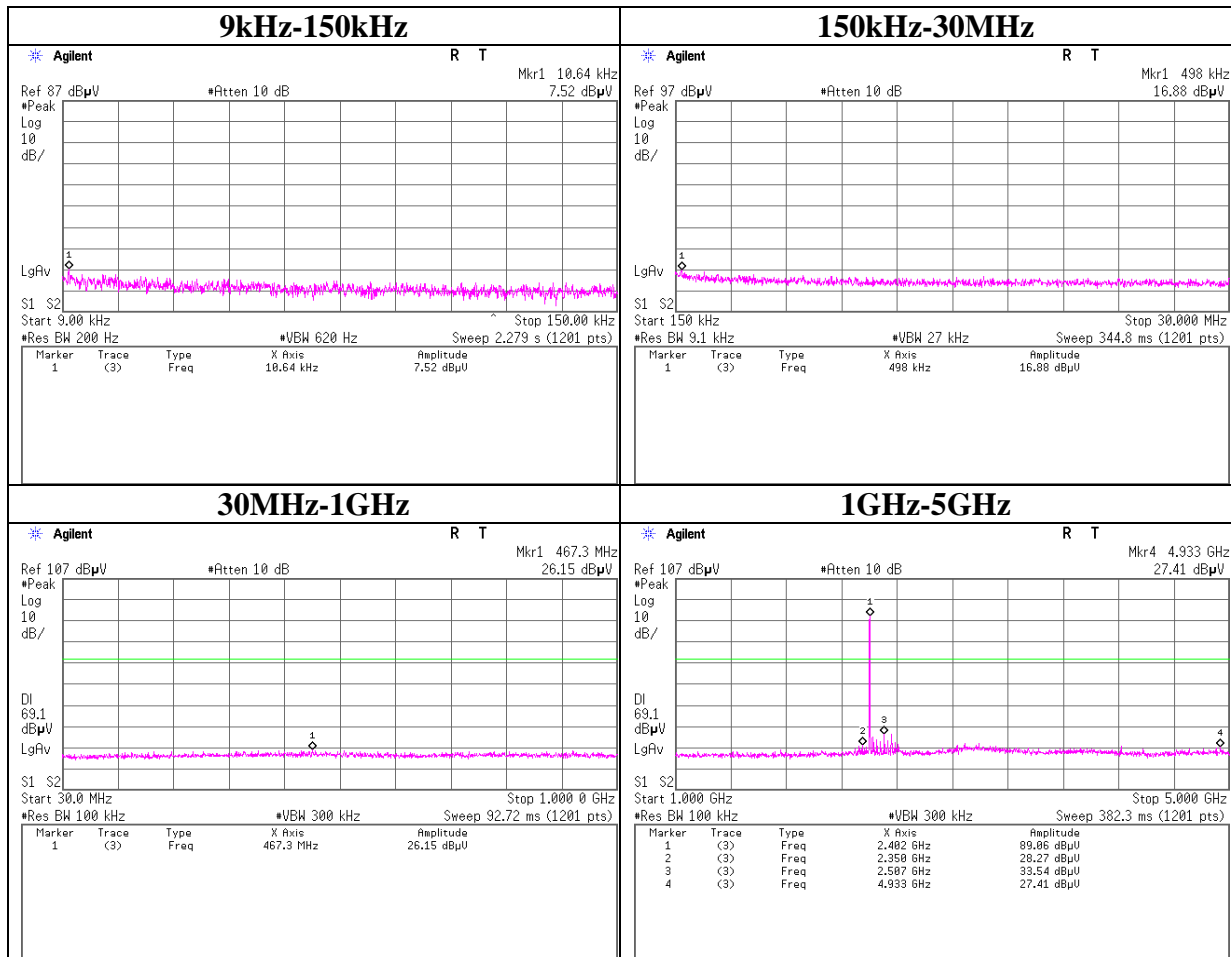 9kHz-150kHz
Agilent R T
Mkr1 10.64 kHz
Ref 87 dBµV #Atten 10 dB 7.52 dBµV
#Peak
Log
10
dB/
1
LgAv
S1 S2
Start 9.00 kHz ^ Stop 150.00 kHz
#Res BW 200 Hz #VBW 620 Hz Sweep 2.279 s (1201 pts)
Marker Trace Type X Axis Amplitude
1 (3) Freq 10.64 kHz 7.52 dBµV
150kHz-30MHz
Agilent R T
Mkr1 498 kHz
Ref 97 dBµV #Atten 10 dB 16.88 dBµV
#Peak
Log
10
dB/
1
LgAv
S1 S2
Start 150 kHz Stop 30.000 MHz
#Res BW 9.1 kHz #VBW 27 kHz Sweep 344.8 ms (1201 pts)
Marker Trace Type X Axis Amplitude
1 (3) Freq 498 kHz 16.88 dBµV
30MHz-1GHz
Agilent R T
Mkr1 467.3 MHz
Ref 107 dBµV #Atten 10 dB 26.15 dBµV
#Peak
Log
10
dB/
DI
69.1
dBµV
1
LgAv
S1 S2
Start 30.0 MHz Stop 1.000 0 GHz
#Res BW 100 kHz #VBW 300 kHz Sweep 92.72 ms (1201 pts)
Marker Trace Type X Axis Amplitude
1 (3) Freq 467.3 MHz 26.15 dBµV
1GHz-5GHz
Agilent R T
Mkr4 4.933 GHz
Ref 107 dBµV #Atten 10 dB 27.41 dBµV
#Peak
Log
1
10
dB/
DI
69.1
dBµV
2 3 4
LgAv
S1 S2
Start 1.000 GHz Stop 5.000 GHz
#Res BW 100 kHz #VBW 300 kHz Sweep 382.3 ms (1201 pts)
Marker Trace Type X Axis Amplitude
1 (3) Freq 2.402 GHz 89.06 dBµV
2 (3) Freq 2.350 GHz 28.27 dBµV
3 (3) Freq 2.507 GHz 33.54 dBµV
4 (3) Freq 4.933 GHz 27.41 dBµV